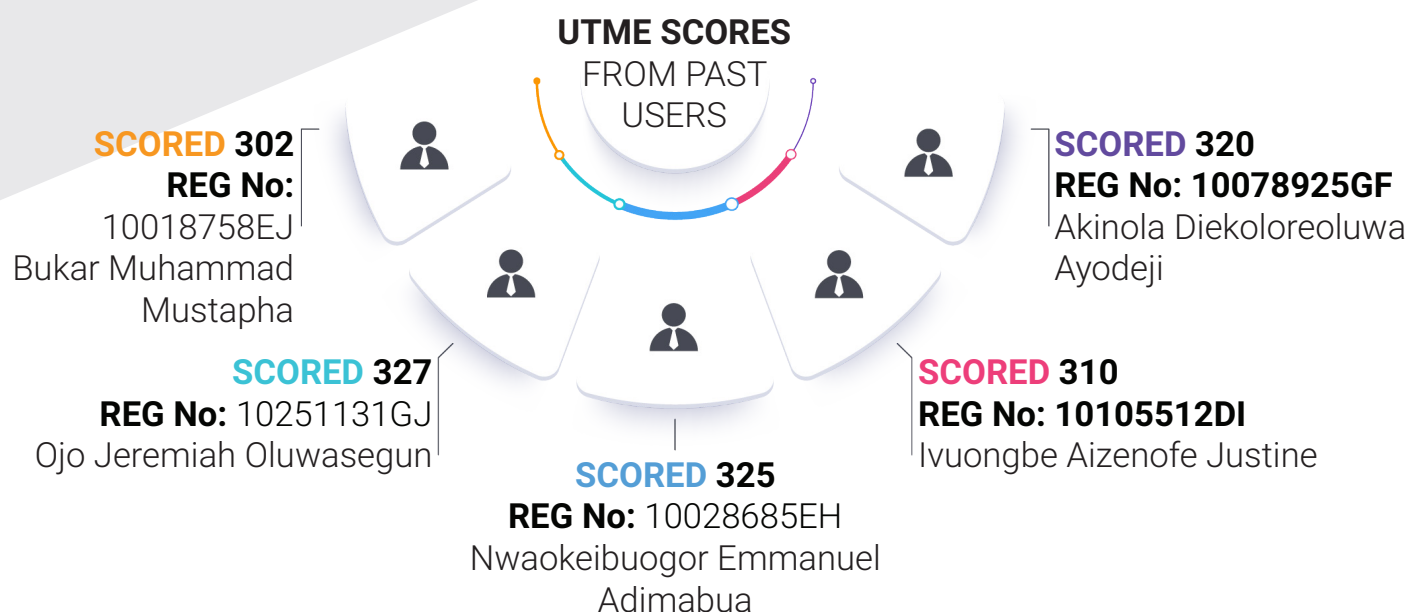 UTME SCORES
FROM PAST
USERS
SCORED 302
REG No:
10018758EJ
Bukar Muhammad
Mustapha
SCORED 327
REG No: 10251131GJ
Ojo Jeremiah Oluwasegun
SCORED 325
REG No: 10028685EH
Nwaokeibuogor Emmanuel
Adimabua
SCORED 310
REG No: 10105512DI
Ivuongbe Aizenofe Justine
SCORED 320
REG No: 10078925GF
Akinola Diekoloreoluwa
Ayodeji